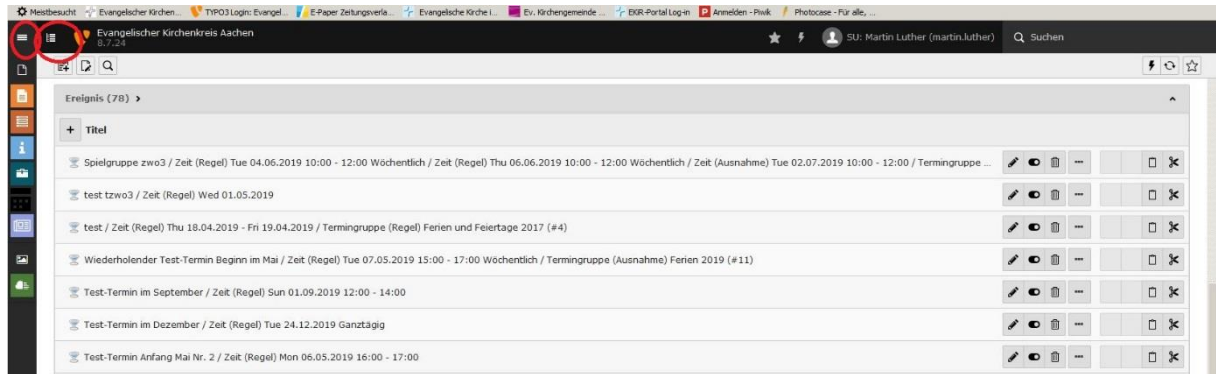 Meistbesucht Evangelischer Kirchen... TYPO3 Login: Evangel... E-Paper Zeitungsverla... Evangelische Kirche i... Ev. Kirchengemeinde ... EKIR-Portal Log-in Anmelden - Piwik Photocase - Für alle, ...
Evangelischer Kirchenkreis Aachen
8.7.24
SU: Martin Luther (martin.luther) Suchen
Ereignis (78)
Titel
Spielgruppe zwo3 / Zeit (Regel) Tue 04.06.2019 10:00 - 12:00 Wöchentlich / Zeit (Regel) Thu 06.06.2019 10:00 - 12:00 Wöchentlich / Zeit (Ausnahme) Tue 02.07.2019 10:00 - 12:00 / Termingruppe ...
test tzwo3 / Zeit (Regel) Wed 01.05.2019
test / Zeit (Regel) Thu 18.04.2019 - Fri 19.04.2019 / Termingruppe (Regel) Ferien und Feiertage 2017 (#4)
Wiederholender Test-Termin Beginn im Mai / Zeit (Regel) Tue 07.05.2019 15:00 - 17:00 Wöchentlich / Termingruppe (Ausnahme) Ferien 2019 (#11)
Test-Termin im September / Zeit (Regel) Sun 01.09.2019 12:00 - 14:00
Test-Termin im Dezember / Zeit (Regel) Tue 24.12.2019 Ganztägig
Test-Termin Anfang Mai Nr. 2 / Zeit (Regel) Mon 06.05.2019 16:00 - 17:00